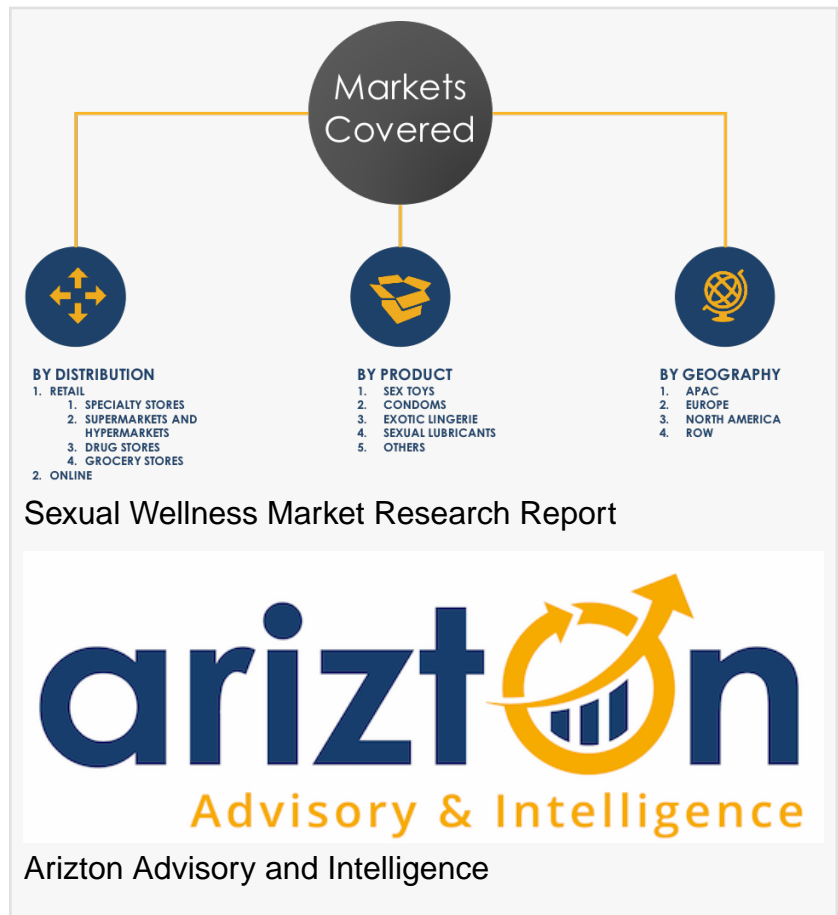 Markets
Covered
BY DISTRIBUTION
1. RETAIL
1. SPECIALTY STORES
2. SUPERMARKETS AND
HYPERMARKETS
3. DRUG STORES
4. GROCERY STORES
2. ONLINE
BY PRODUCT
1. SEX TOYS
2. CONDOMS
3. EXOTIC LINGERIE
4. SEXUAL LUBRICANTS
5. OTHERS
BY GEOGRAPHY
1. APAC
2. EUROPE
3. NORTH AMERICA
4. ROW
Sexual Wellness Market Research Report
arizton
Advisory & Intelligence
Arizton Advisory and Intelligence